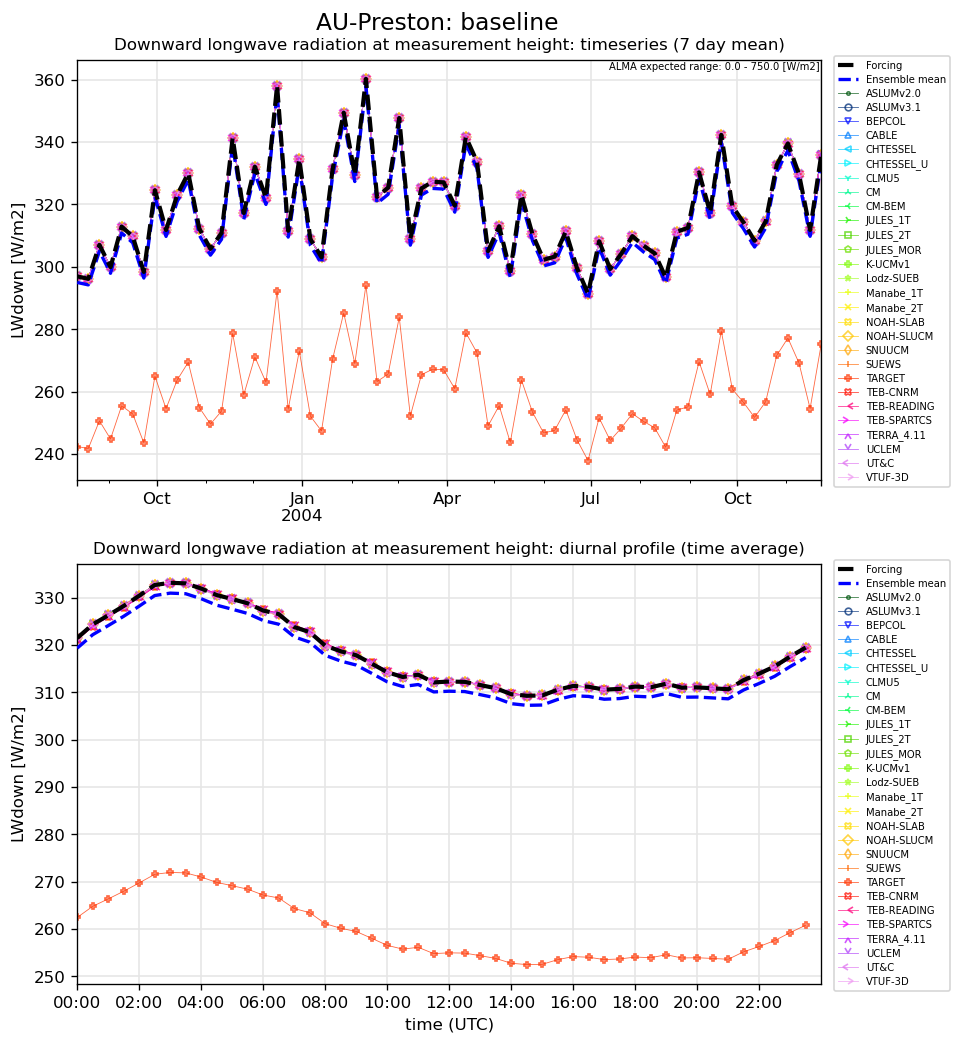 AU-Preston: baseline
Downward longwave radiation at measurement height: timeseries (7 day mean)
ALMA expected range: 0.0 - 750.0 [W/m2]
LWdown [W/m2]
360
340
320
300
280
260
240
Oct
Jan
2004
Apr
Jul
Oct
Forcing
Ensemble mean
ASLUMv2.0
ASLUMv3.1
BEPCOL
CABLE
CHTESSEL
CHTESSEL_U
CLMU5
CM
CM-BEM
JULES_1T
JULES_2T
JULES_MOR
K-UCMv1
Lodz-SUEB
Manabe_1T
Manabe_2T
NOAH-SLAB
NOAH-SLUCM
SNUUCM
SUEWS
TARGET
TEB-CNRM
TEB-READING
TEB-SPARTCS
TERRA_4.11
UCLEM
UT&C
VTUF-3D
Downward longwave radiation at measurement height: diurnal profile (time average)
LWdown [W/m2]
330
320
310
300
290
280
270
260
250
00:00
02:00
04:00
06:00
08:00
10:00
12:00
14:00
16:00
18:00
20:00
22:00
time (UTC)
Forcing
Ensemble mean
ASLUMv2.0
ASLUMv3.1
BEPCOL
CABLE
CHTESSEL
CHTESSEL_U
CLMU5
CM
CM-BEM
JULES_1T
JULES_2T
JULES_MOR
K-UCMv1
Lodz-SUEB
Manabe_1T
Manabe_2T
NOAH-SLAB
NOAH-SLUCM
SNUUCM
SUEWS
TARGET
TEB-CNRM
TEB-READING
TEB-SPARTCS
TERRA_4.11
UCLEM
UT&C
VTUF-3D